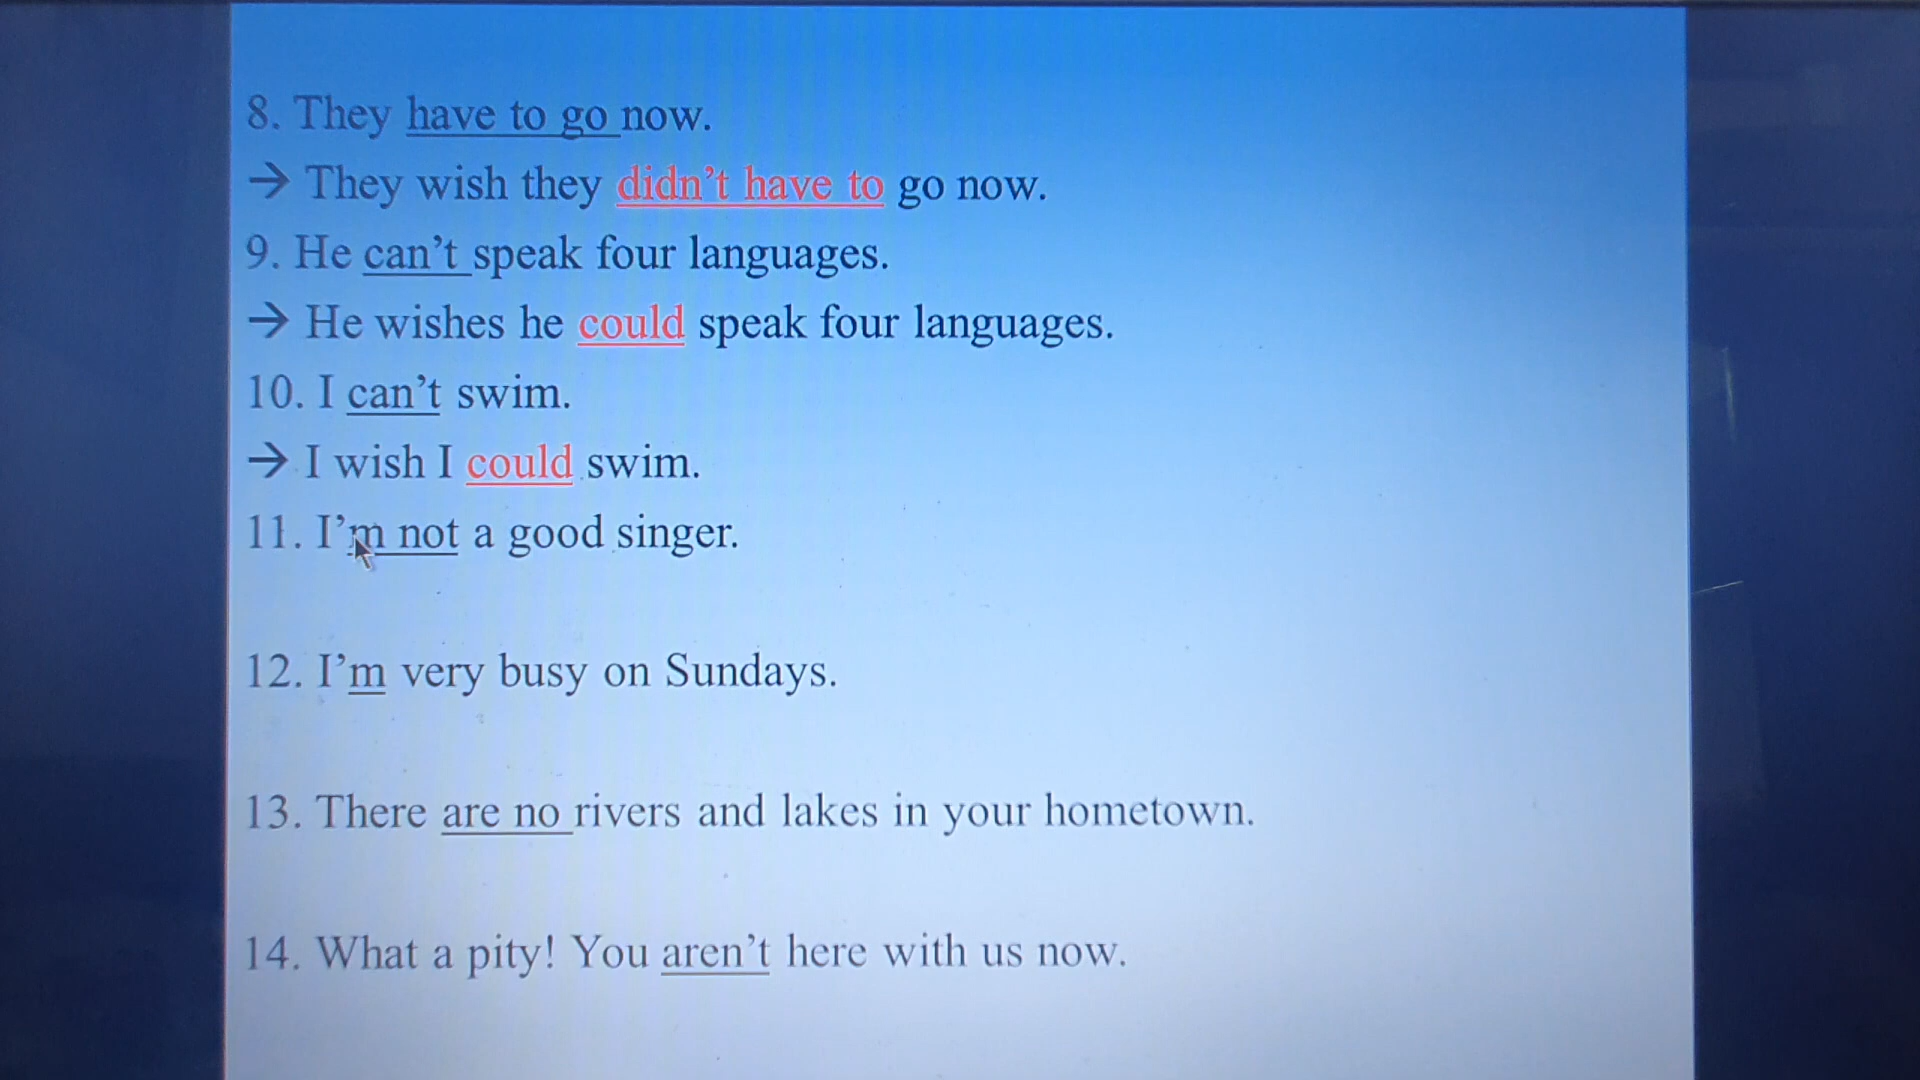 8. They have to go now.
→ They wish they didn’t have to go now.
9. He can’t speak four languages.
→ He wishes he could speak four languages.
10. I can’t swim.
→ I wish I could swim.
11. I’m not a good singer.
12. I’m very busy on Sundays.
13. There are no rivers and lakes in your hometown.
14. What a pity! You aren’t here with us now.